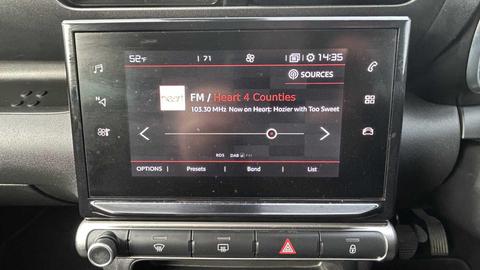 52°F
71
14:35
SOURCES
heart
FM / Heart 4 Counties
103.30 MHz Now on Heart: Hozier with Too Sweet
RDS DAB FM
OPTIONS Presets Band List